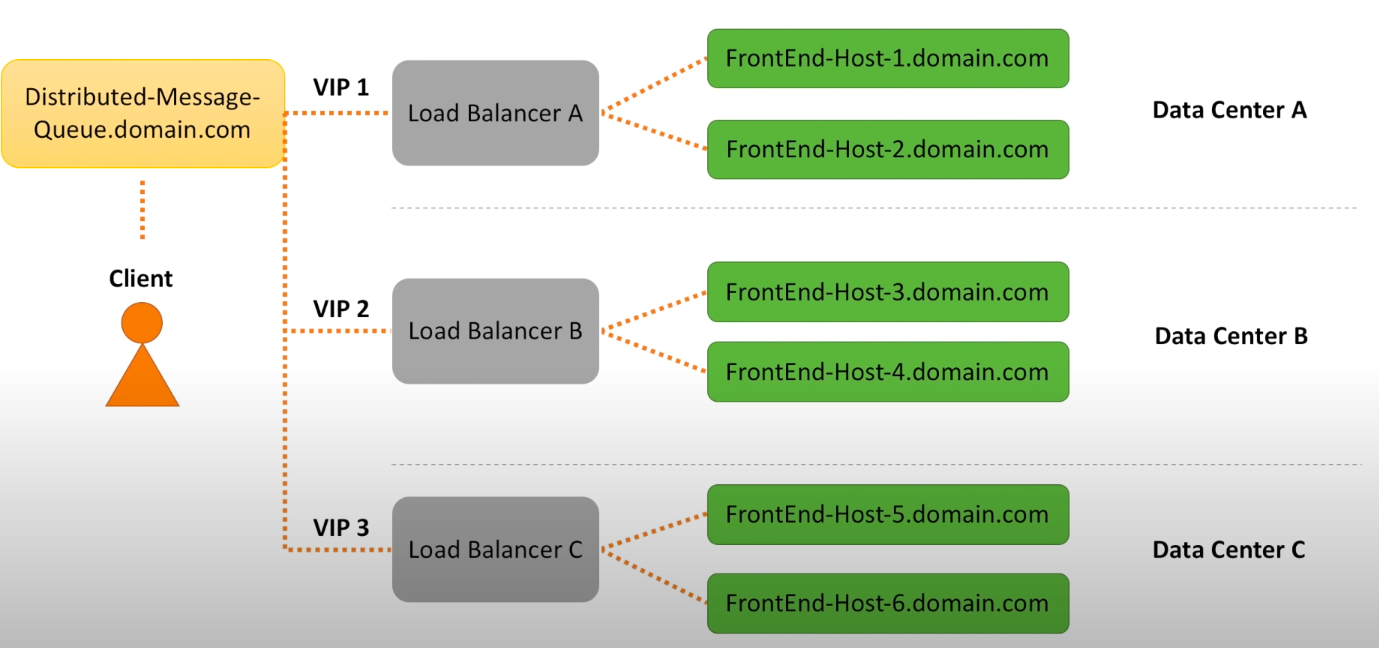 Distributed-Message-
Queue.domain.com
Client
VIP 1
Load Balancer A
FrontEnd-Host-1.domain.com
FrontEnd-Host-2.domain.com
Data Center A
VIP 2
Load Balancer B
FrontEnd-Host-3.domain.com
FrontEnd-Host-4.domain.com
Data Center B
VIP 3
Load Balancer C
FrontEnd-Host-5.domain.com
FrontEnd-Host-6.domain.com
Data Center C